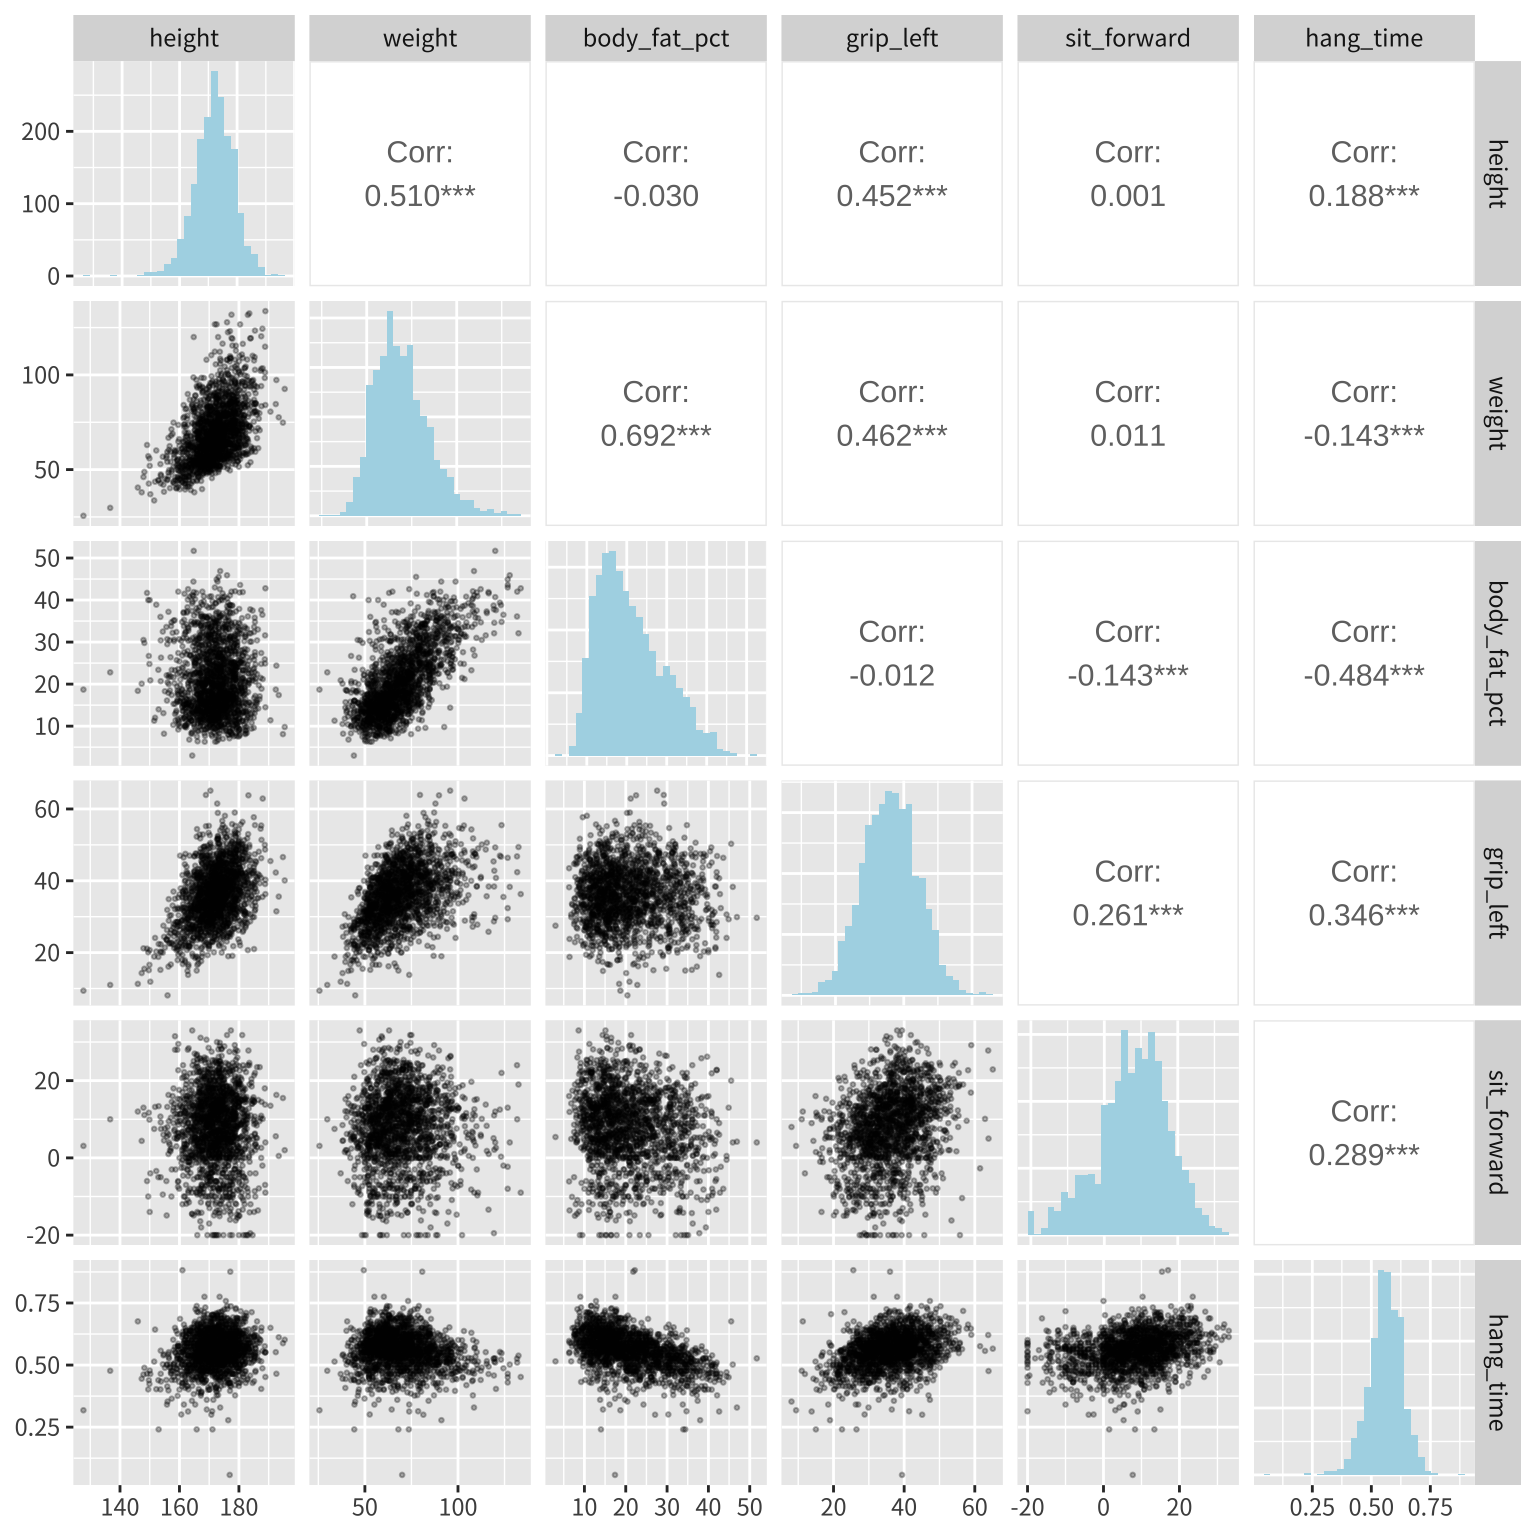 height weight body_fat_pct grip_left sit_forward hang_time
200
100
0
Corr:
0.510***
Corr:
-0.030
Corr:
0.452***
Corr:
0.001
Corr:
0.188***
height
100
50
Corr:
0.692***
Corr:
0.462***
Corr:
0.011
Corr:
-0.143***
weight
50
40
30
20
10
Corr:
-0.012
Corr:
-0.143***
Corr:
-0.484***
body_fat_pct
60
40
20
Corr:
0.261***
Corr:
0.346***
grip_left
20
0
-20
Corr:
0.289***
sit_forward
0.75
0.50
0.25
hang_time
140 160 180 50 100 10 20 30 40 50 20 40 60 -20 0 20 0.25 0.50 0.75